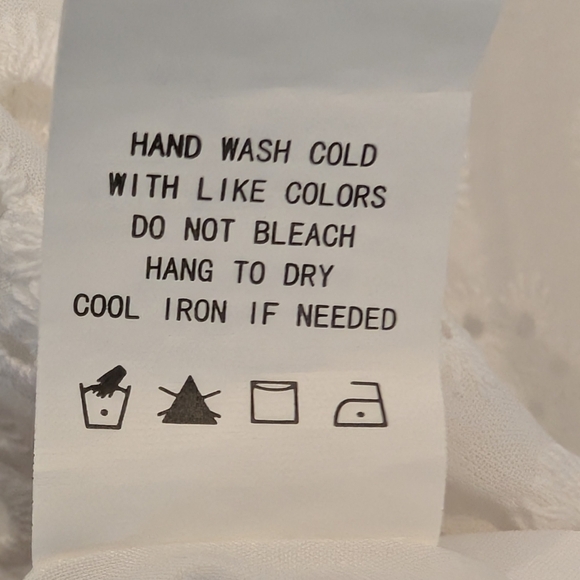 HAND WASH COLD
WITH LIKE COLORS
DO NOT BLEACH
HANG TO DRY
COOL IRON IF NEEDED